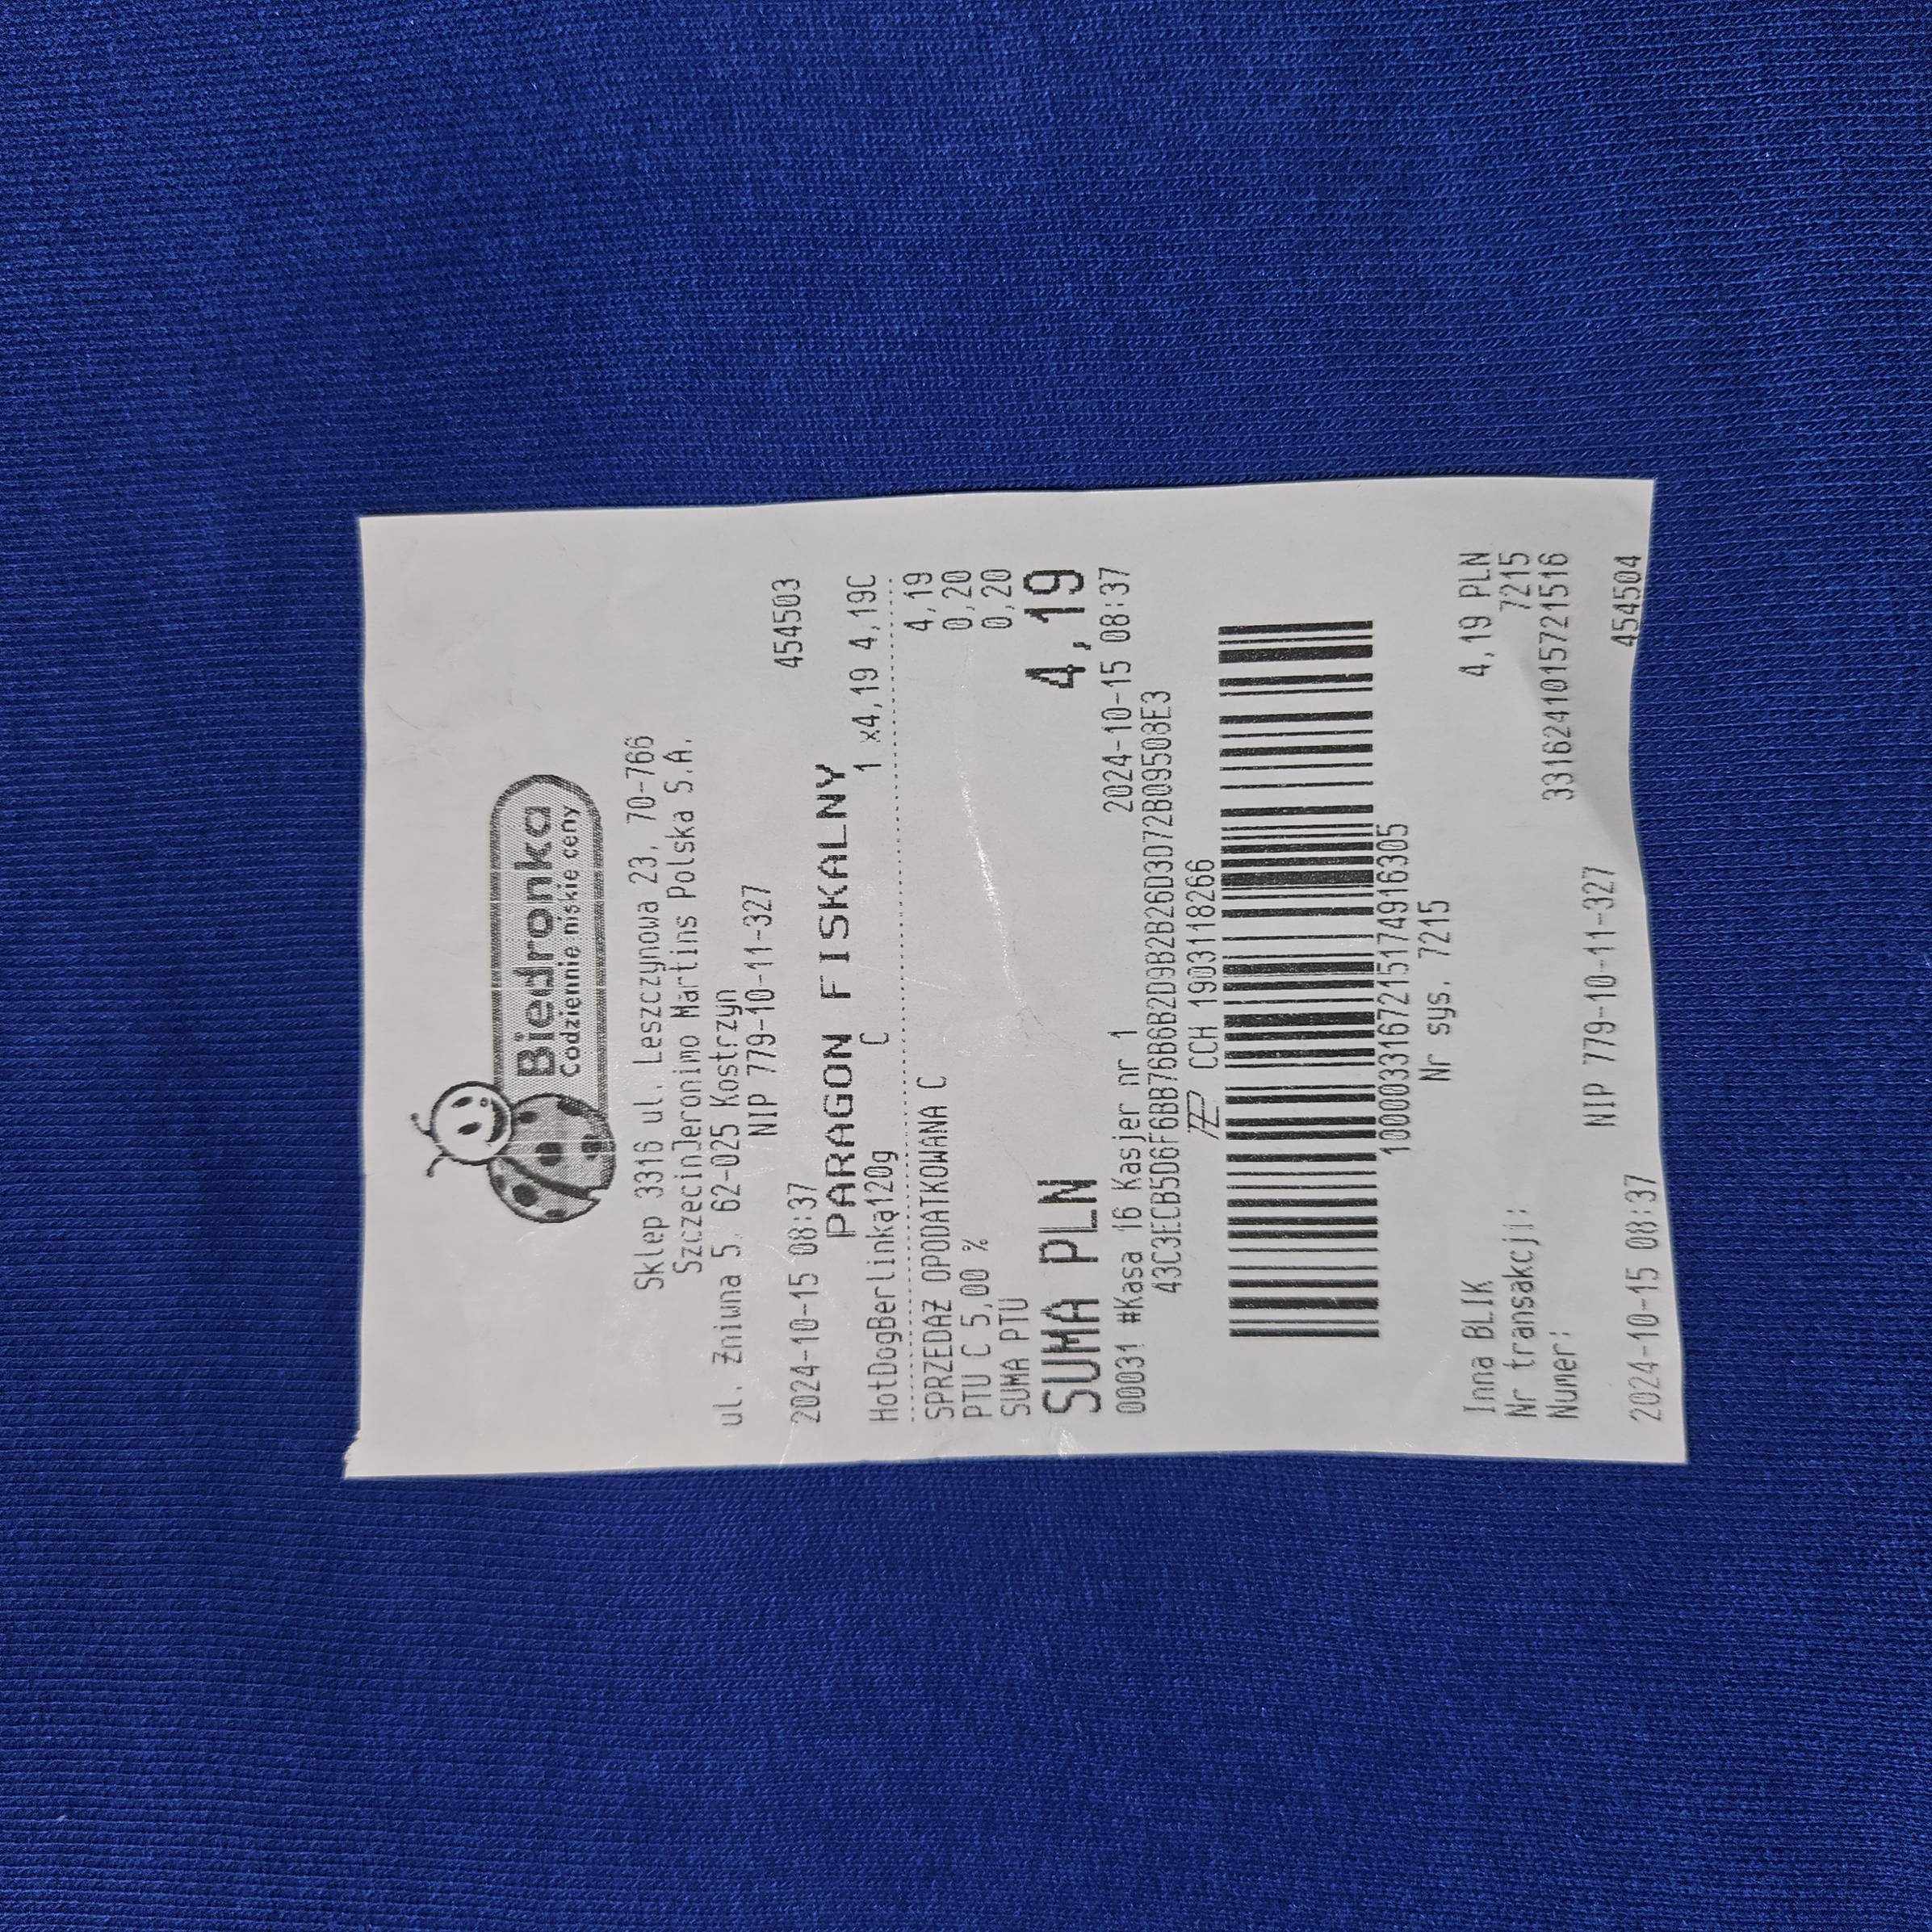 Biedronka
Codziennie niskie ceny
Sklep 3316 ul. Leszczynowa 23, 70-766
SzczecinJeronimo Martins Polska S.A.
ul. Żniwna 5, 62-025 Kostrzyn
NIP 779-10-11-327
2024-10-15 08:37 454503
PARAGON FISKALNY
HotDogBerlinką120g C 1 x4,19 4,19C
SPRZEDAŻ OPODATKOWANA C 4,19
PTU C 5,00 % 0,20
SUMA PTU 0,20
SUMA PLN 4,19
00031 #Kasa 16 Kasjer nr 1 2024-10-15 08:37
43C3ECB5D6F6BB76B6B2D9B2B26D3D72B09508E3
CCH 1903118266
1000033167215174916305
Nr sys. 7215
Inna BLIK 4,19 PLN
Nr transakcji: 7215
Numer: 3316241015721516
NIP 779-10-11-327
2024-10-15 08:37 454504